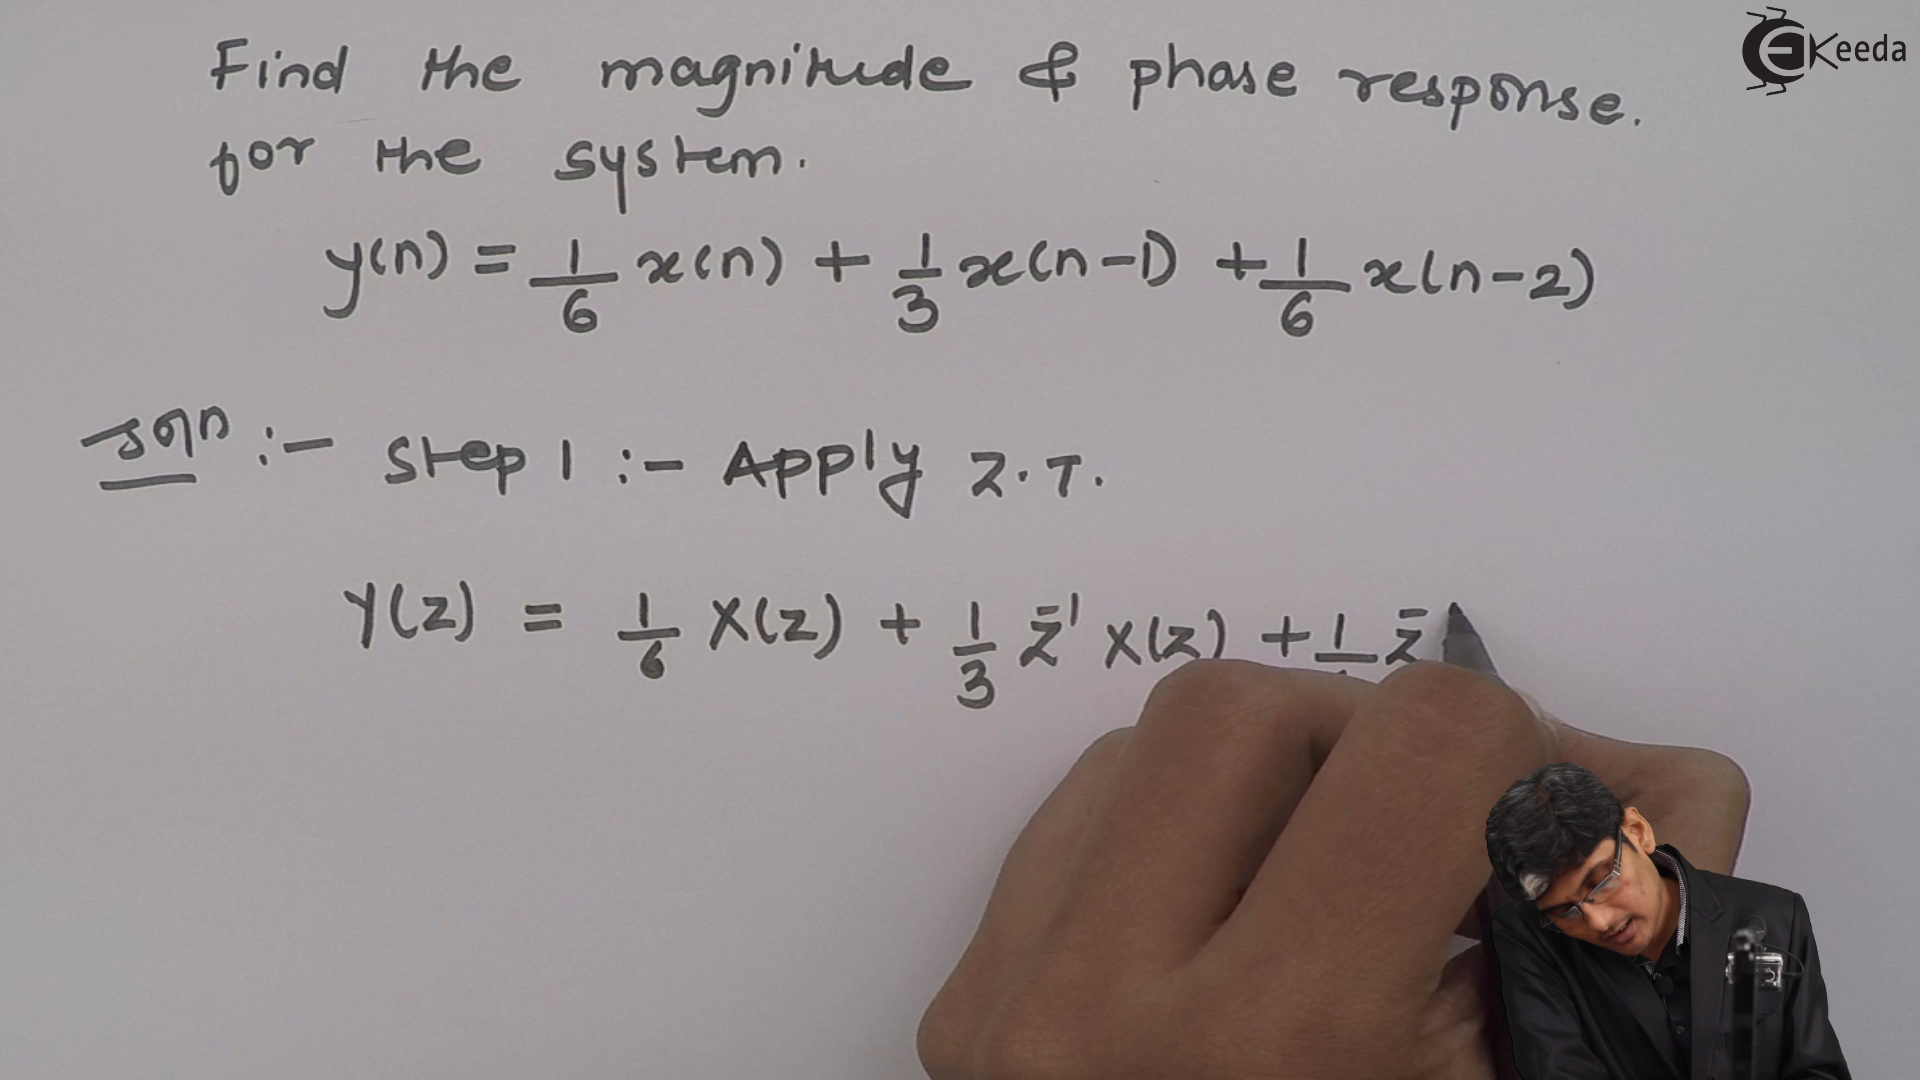 Keeda
Find the magnitude & phase response.
for the system.
y(n) = 1/6 x(n) + 1/3 x(n-1) + 1/6 x(n-2)
soln :- Step 1 :- Apply Z.T.
Y(z) = 1/6 X(z) + 1/3 z⁻¹ X(z) + 1/ z⁻